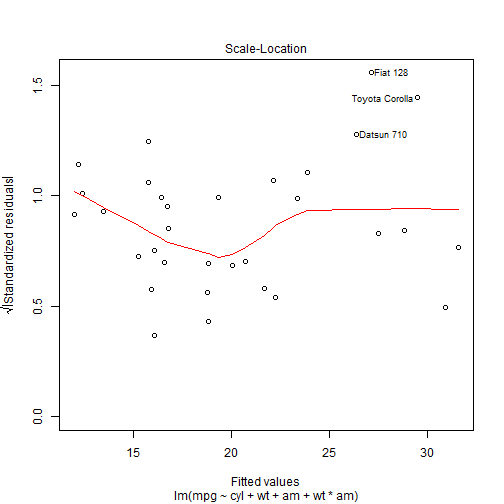 Scale-Location
Fiat 128
Toyota Corolla
Datsun 710
√|Standardized residuals|
0.0
0.5
1.0
1.5
15
20
25
30
Fitted values
lm(mpg ~ cyl + wt + am + wt * am)